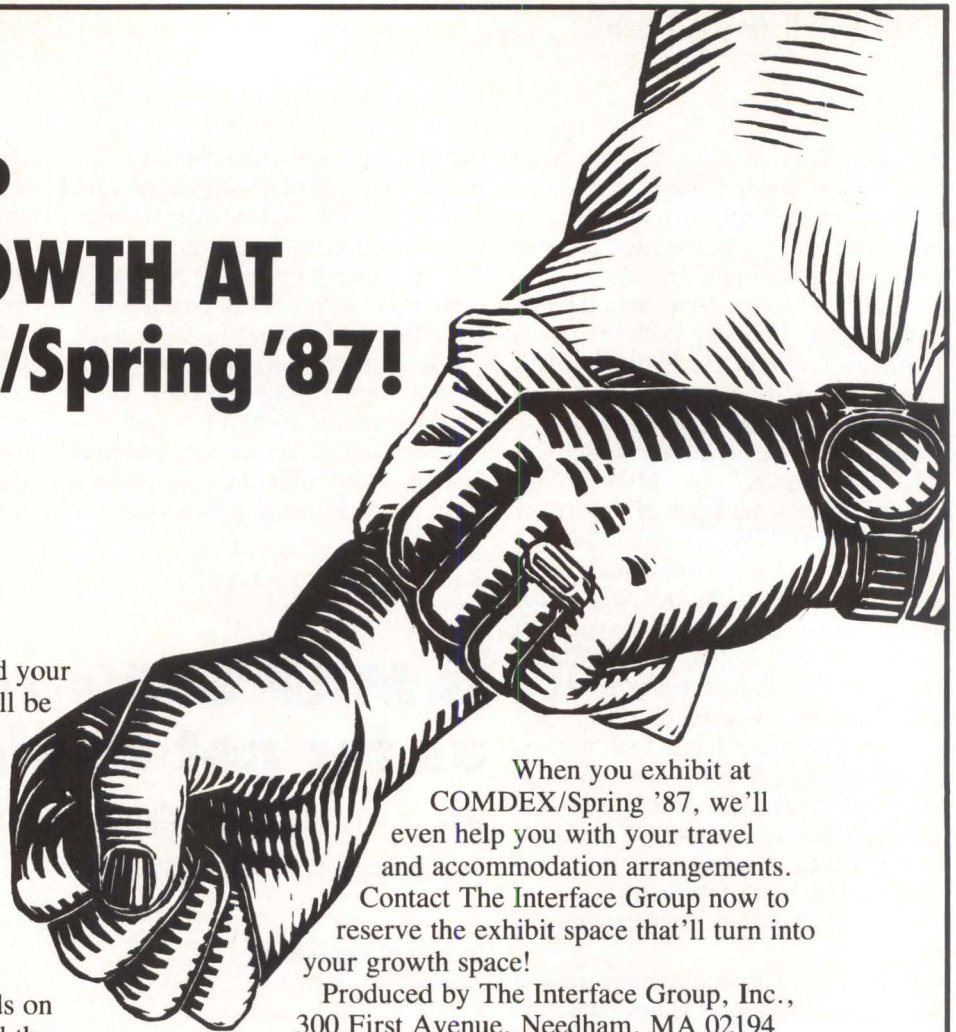 WTH AT
/Spring '87!
d your
ll be
When you exhibit at
COMDEX/Spring '87, we'll
even help you with your travel
and accommodation arrangements.
Contact The Interface Group now to
reserve the exhibit space that'll turn into
your growth space!
ds on
Produced by The Interface Group, Inc.,
300 First Avenue, Needham, MA 02194